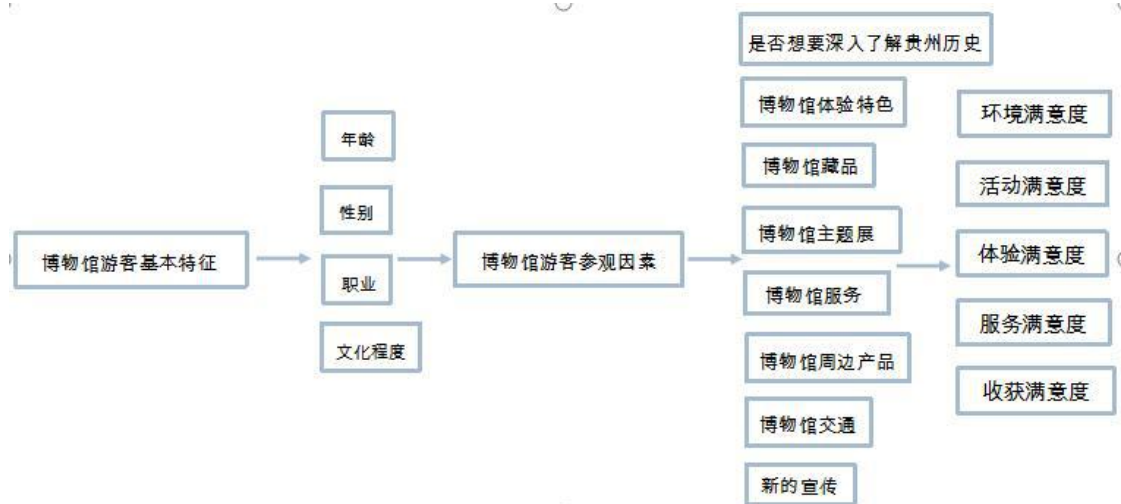 博物馆游客基本特征
年龄
性别
职业
文化程度
博物馆游客参观因素
是否想要深入了解贵州历史
博物馆体验特色
博物馆藏品
博物馆主题展
博物馆服务
博物馆周边产品
博物馆交通
新的宣传
环境满意度
活动满意度
体验满意度
服务满意度
收获满意度